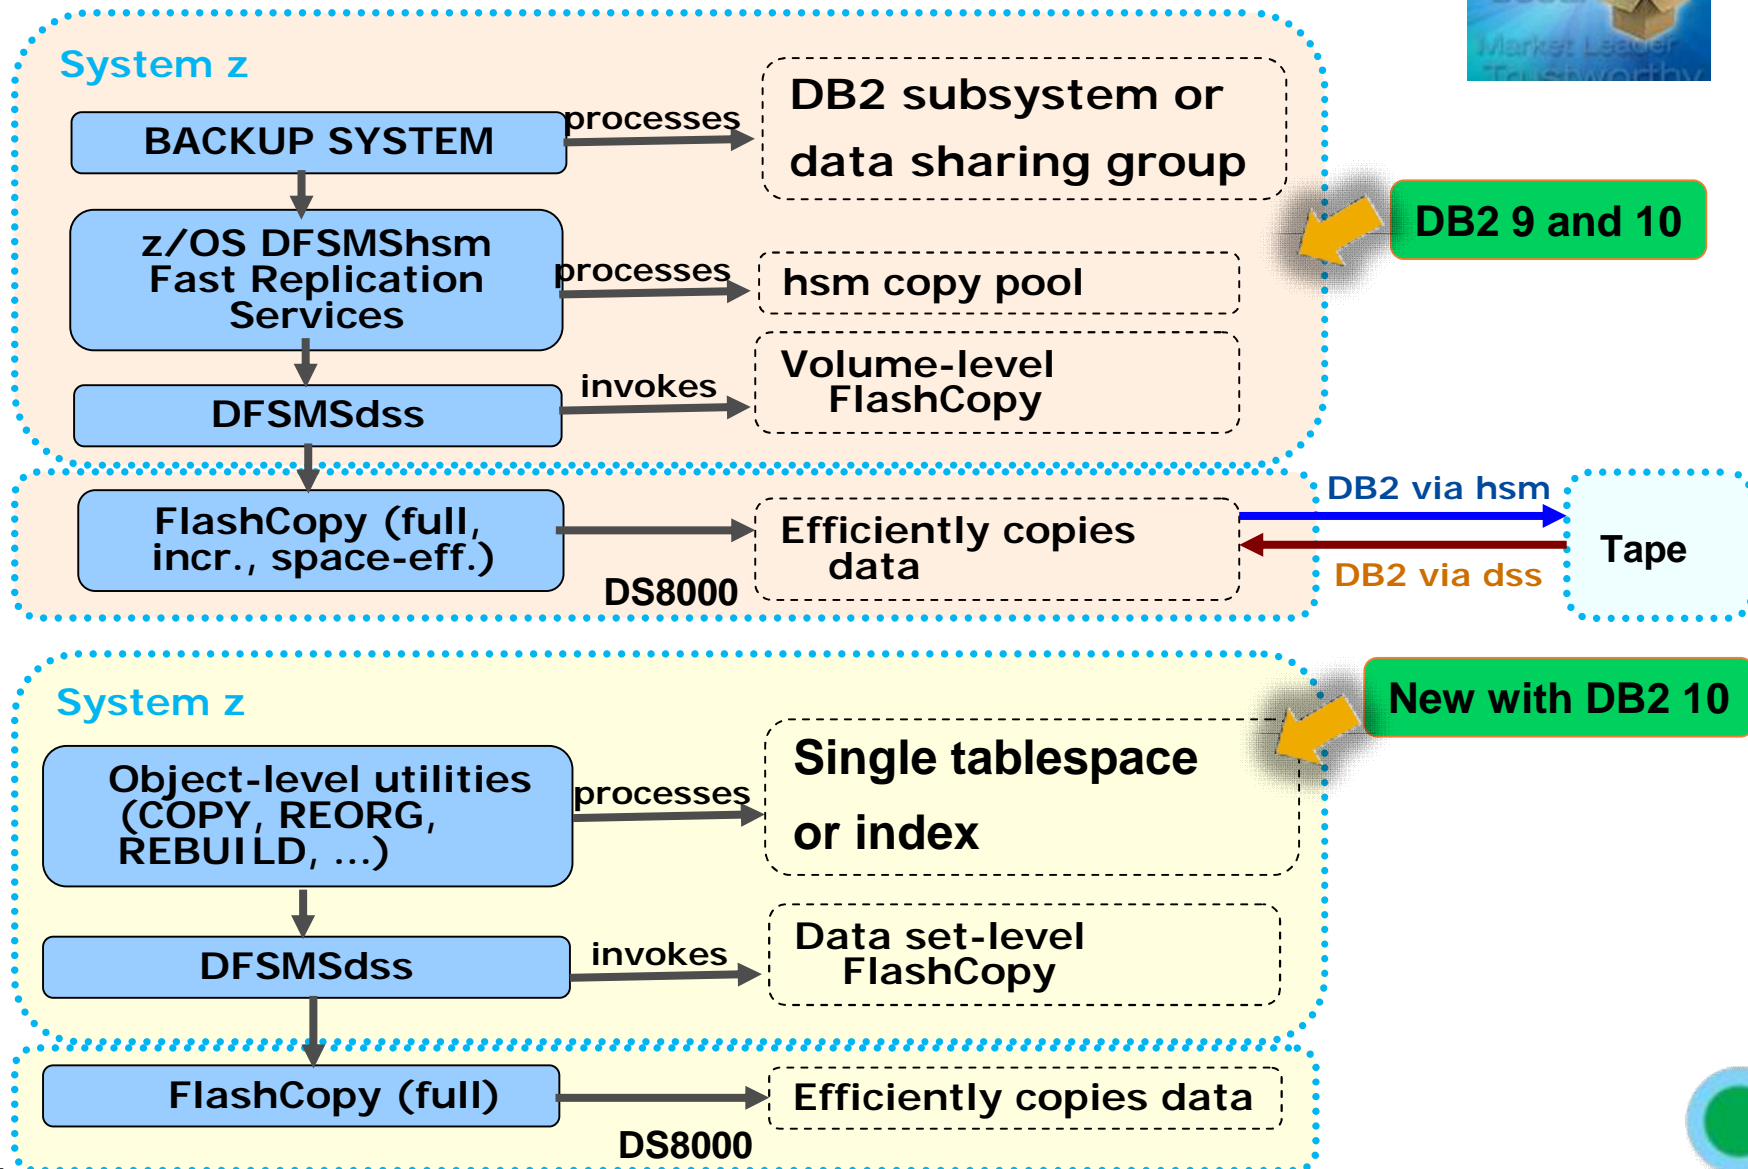 Market Leader
Trustworthy
System z
BACKUP SYSTEM
processes
DB2 subsystem or
data sharing group
DB2 9 and 10
z/OS DFSMShsm
Fast Replication
Services
processes
hsm copy pool
DFSMSdss
invokes
Volume-level
FlashCopy
FlashCopy (full,
incr., space-eff.)
DS8000
Efficiently copies
data
DB2 via hsm
DB2 via dss
Tape
System z
New with DB2 10
Object-level utilities
(COPY, REORG,
REBUILD, ...)
processes
Single tablespace
or index
DFSMSdss
invokes
Data set-level
FlashCopy
FlashCopy (full)
DS8000
Efficiently copies data